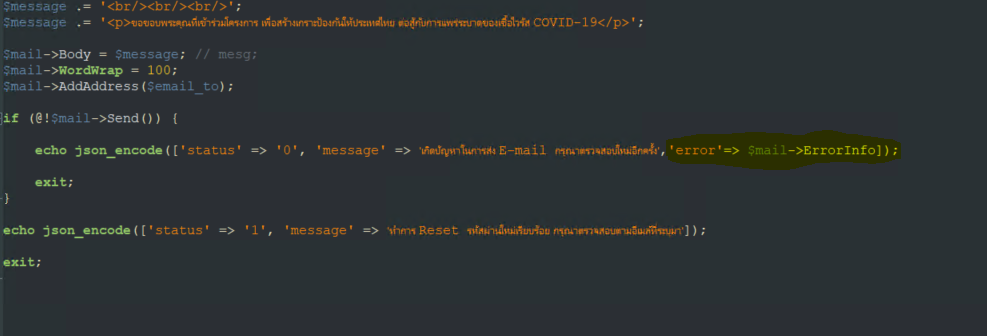 $message .= '<br/><br/><br/>';
$message .= '<p>ขอขอบพระคุณที่เข้าร่วมโครงการ เพื่อสร้างเกราะป้องกันให้ประเทศไทย ต่อสู้กับการแพร่ระบาดของเชื้อไวรัส COVID-19</p>';
$mail->Body = $message; // mesg;
$mail->WordWrap = 100;
$mail->AddAddress($email_to);
if (@!$mail->Send()) {
echo json_encode(['status' => '0', 'message' => 'เกิดปัญหาในการส่ง E-mail กรุณาตรวจสอบใหม่อีกครั้ง','error'=> $mail->ErrorInfo]);
exit;
}
echo json_encode(['status' => '1', 'message' => 'ทำการ Reset รหัสผ่านใหม่เรียบร้อย กรุณาตรวจสอบตามอีเมล์ที่ระบุมา']);
exit;